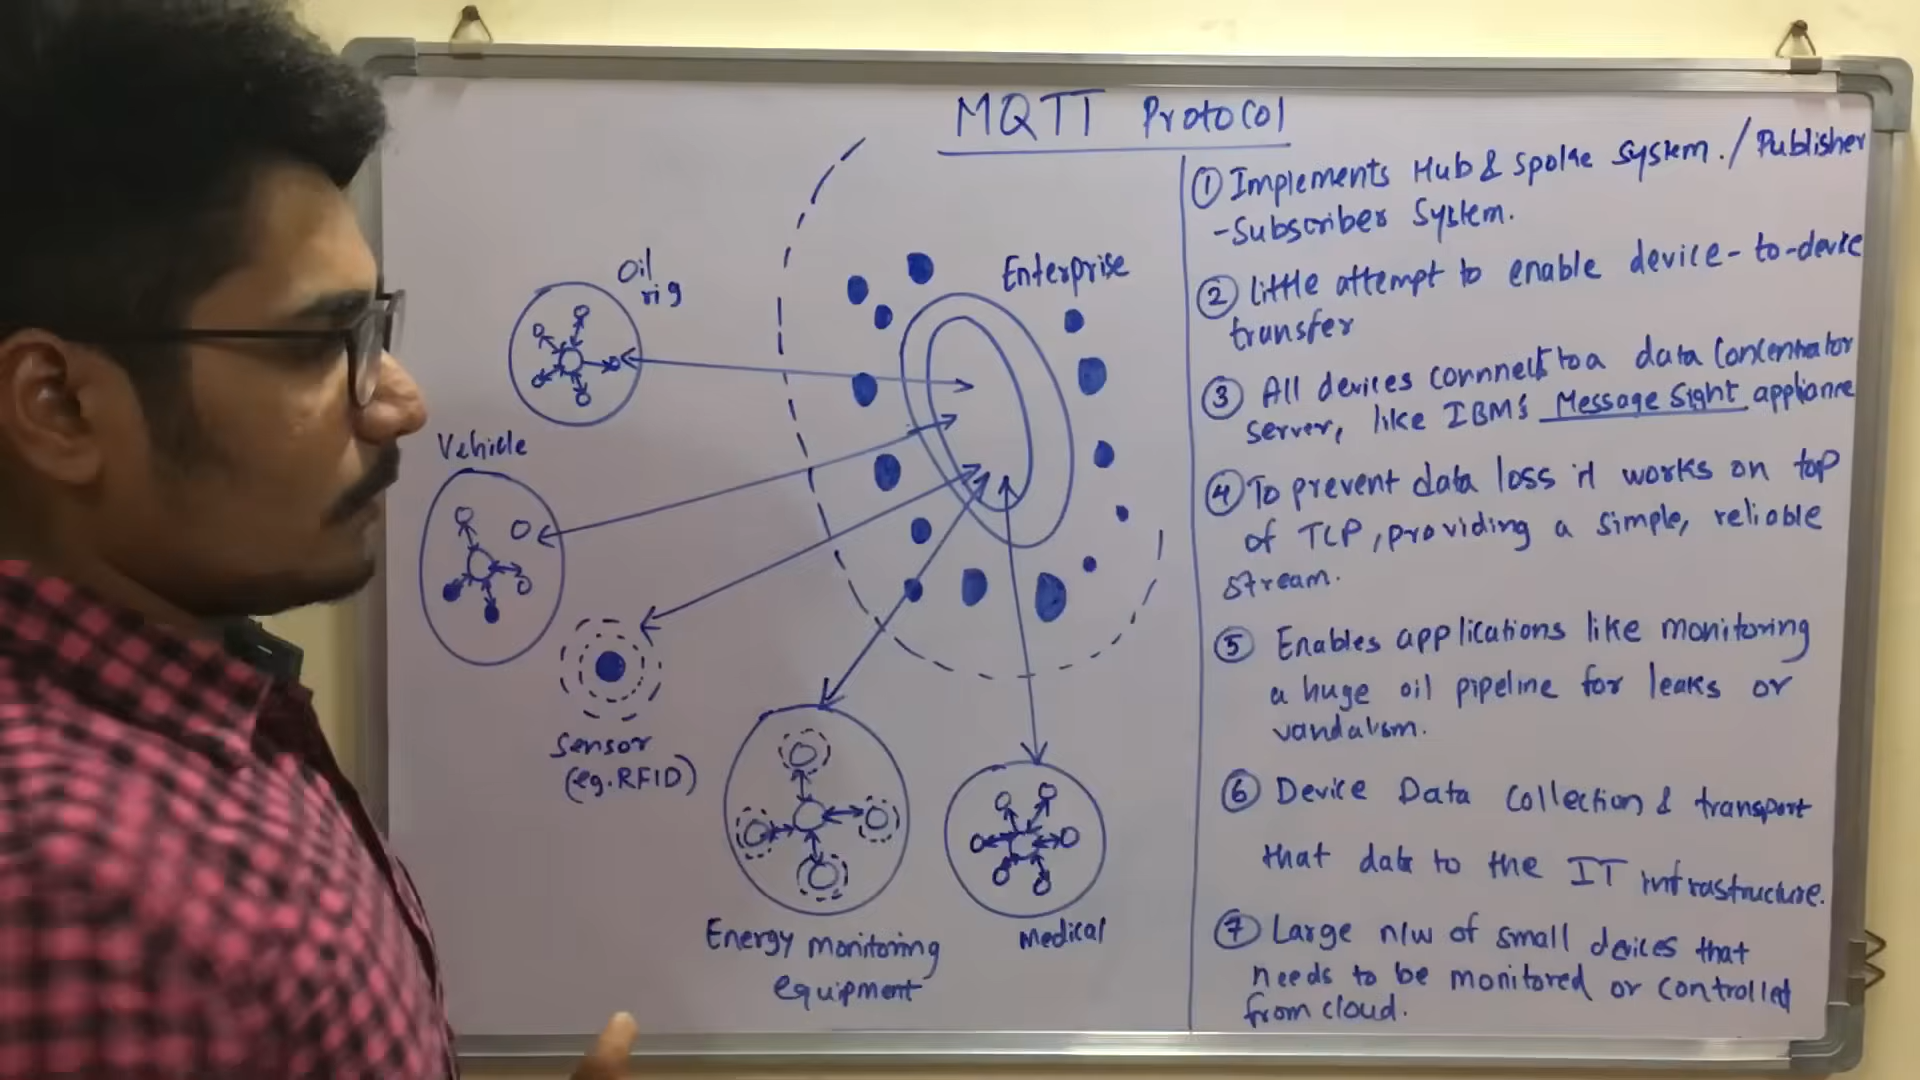 MQTT Protocol
Oil
rig
Enterprise
Vehicle
Sensor
(eg. RFID)
Energy monitoring
equipment
Medical
① Implements Hub & spoke system. / Publisher
-Subscriber System.
② Little attempt to enable device-to-device
transfer
③ All devices connnects to a data Concentrator
server, like IBM's Message Sight appliance
④ To prevent data loss it works on top
of TCP, providing a simple, reliable
stream.
⑤ Enables applications like monitoring
a huge oil pipeline for leaks or
vandalism.
⑥ Device Data Collection & transport
that data to the IT infrastructure.
⑦ Large n/w of small devices that
needs to be monitored or controlled
from cloud.